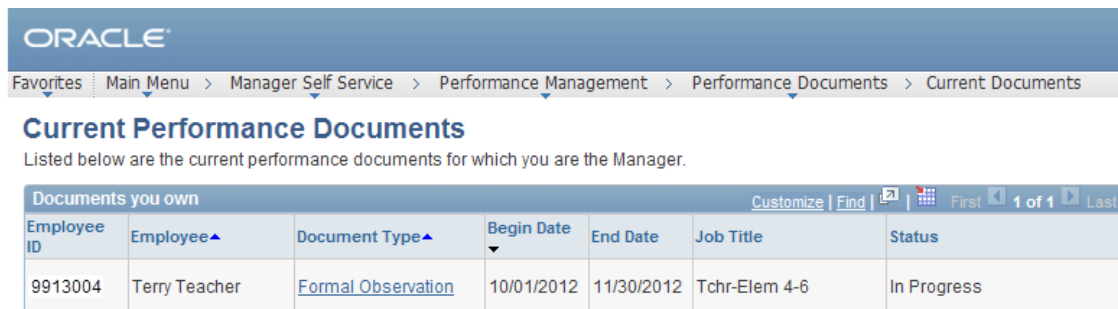 ORACLE
Favorites Main Menu > Manager Self Service > Performance Management > Performance Documents > Current Documents
Current Performance Documents
Listed below are the current performance documents for which you are the Manager.
Documents you own Customize | Find | First 1 of 1 Last
Employee ID Employee Document Type Begin Date End Date Job Title Status
9913004 Terry Teacher Formal Observation 10/01/2012 11/30/2012 Tchr-Elem 4-6 In Progress